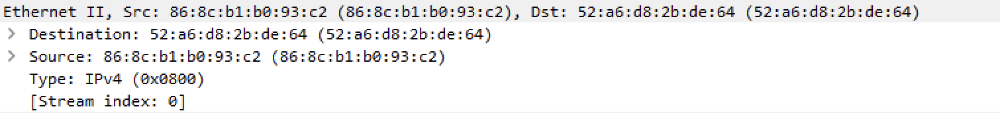 Ethernet II, Src: 86:8c:b1:b0:93:c2 (86:8c:b1:b0:93:c2), Dst: 52:a6:d8:2b:de:64 (52:a6:d8:2b:de:64)
Destination: 52:a6:d8:2b:de:64 (52:a6:d8:2b:de:64)
Source: 86:8c:b1:b0:93:c2 (86:8c:b1:b0:93:c2)
Type: IPv4 (0x0800)
[Stream index: 0]